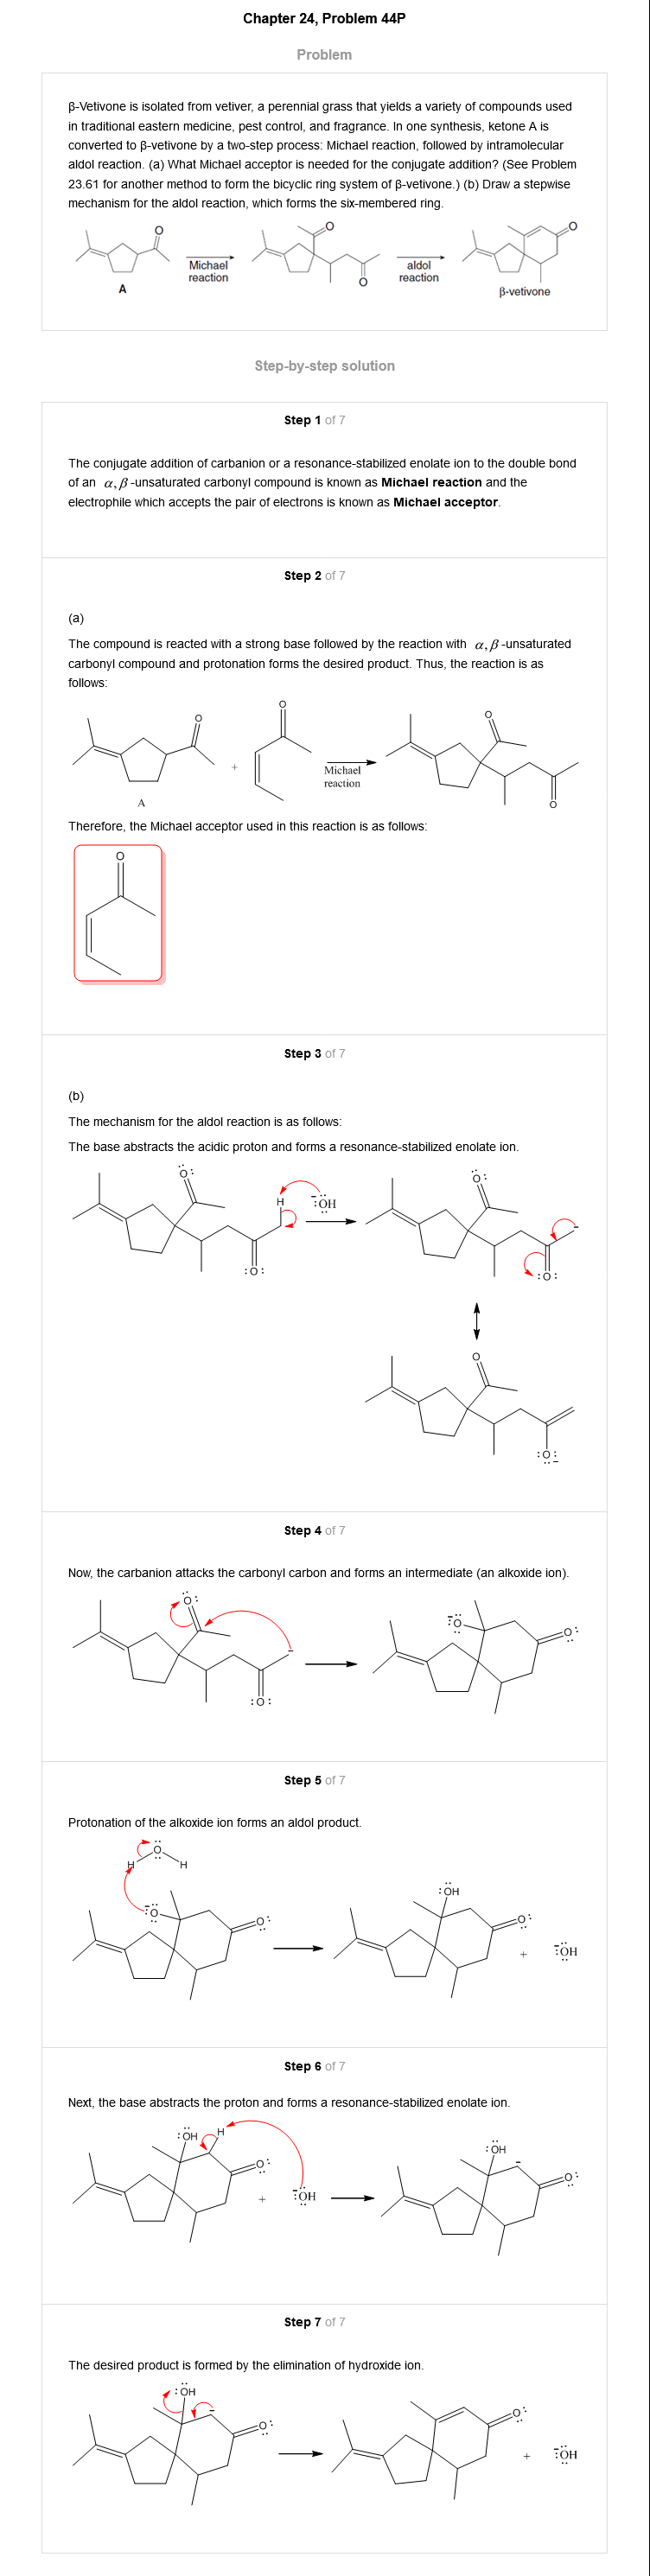 Chapter 24, Problem 44P
Problem
β-Vetivone is isolated from vetiver, a perennial grass that yields a variety of compounds used
in traditional eastern medicine, pest control, and fragrance. In one synthesis, ketone A is
converted to β-vetivone by a two-step process: Michael reaction, followed by intramolecular
aldol reaction. (a) What Michael acceptor is needed for the conjugate addition? (See Problem
23.61 for another method to form the bicyclic ring system of β-vetivone.) (b) Draw a stepwise
mechanism for the aldol reaction, which forms the six-membered ring.
O
O
O
O
Michael
reaction
aldol
reaction
A
β-vetivone
Step-by-step solution
Step 1 of 7
The conjugate addition of carbanion or a resonance-stabilized enolate ion to the double bond
of an α,β-unsaturated carbonyl compound is known as Michael reaction and the
electrophile which accepts the pair of electrons is known as Michael acceptor.
Step 2 of 7
(a)
The compound is reacted with a strong base followed by the reaction with α,β-unsaturated
carbonyl compound and protonation forms the desired product. Thus, the reaction is as
follows:
O
O
O
+
Michael
reaction
A
O
Therefore, the Michael acceptor used in this reaction is as follows:
O
Step 3 of 7
(b)
The mechanism for the aldol reaction is as follows:
The base abstracts the acidic proton and forms a resonance-stabilized enolate ion.
:O:
H
:OH
:O:
:O:
:O:
O
:O:
Step 4 of 7
Now, the carbanion attacks the carbonyl carbon and forms an intermediate (an alkoxide ion).
:O:
:O:
:O:
O:
Step 5 of 7
Protonation of the alkoxide ion forms an aldol product.
O
H
H
:O:
O:
:OH
O:
+
:OH
Step 6 of 7
Next, the base abstracts the proton and forms a resonance-stabilized enolate ion.
:OH
H
O:
+
:OH
:OH
O:
Step 7 of 7
The desired product is formed by the elimination of hydroxide ion.
:OH
O:
O:
+
:OH